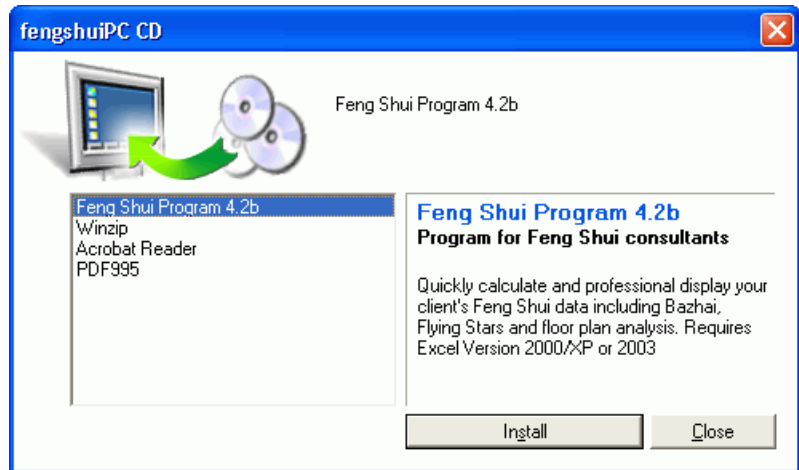 fengshuiPC CD
Feng Shui Program 4.2b
Feng Shui Program 4.2b
Winzip
Acrobat Reader
PDF995
Feng Shui Program 4.2b
Program for Feng Shui consultants
Quickly calculate and professional display your
client's Feng Shui data including Bazhai,
Flying Stars and floor plan analysis. Requires
Excel Version 2000/XP or 2003
Install
Close